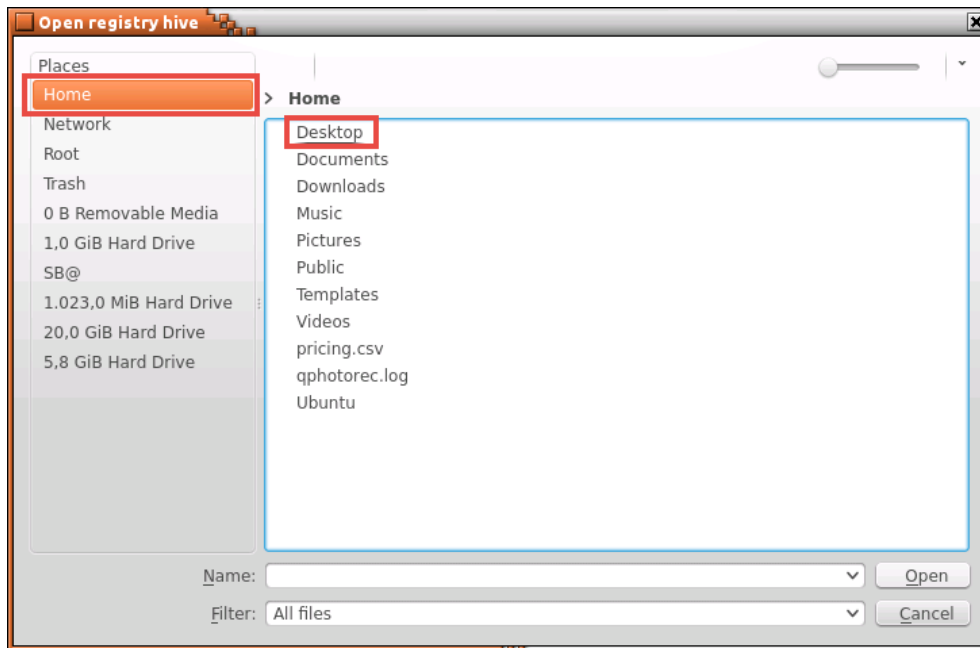 Open registry hive
Places
Home
Network
Root
Trash
0 B Removable Media
1,0 GiB Hard Drive
SB@
1.023,0 MiB Hard Drive
20,0 GiB Hard Drive
5,8 GiB Hard Drive
> Home
Desktop
Documents
Downloads
Music
Pictures
Public
Templates
Videos
pricing.csv
qphotorec.log
Ubuntu
Name:
Open
Filter: All files
Cancel